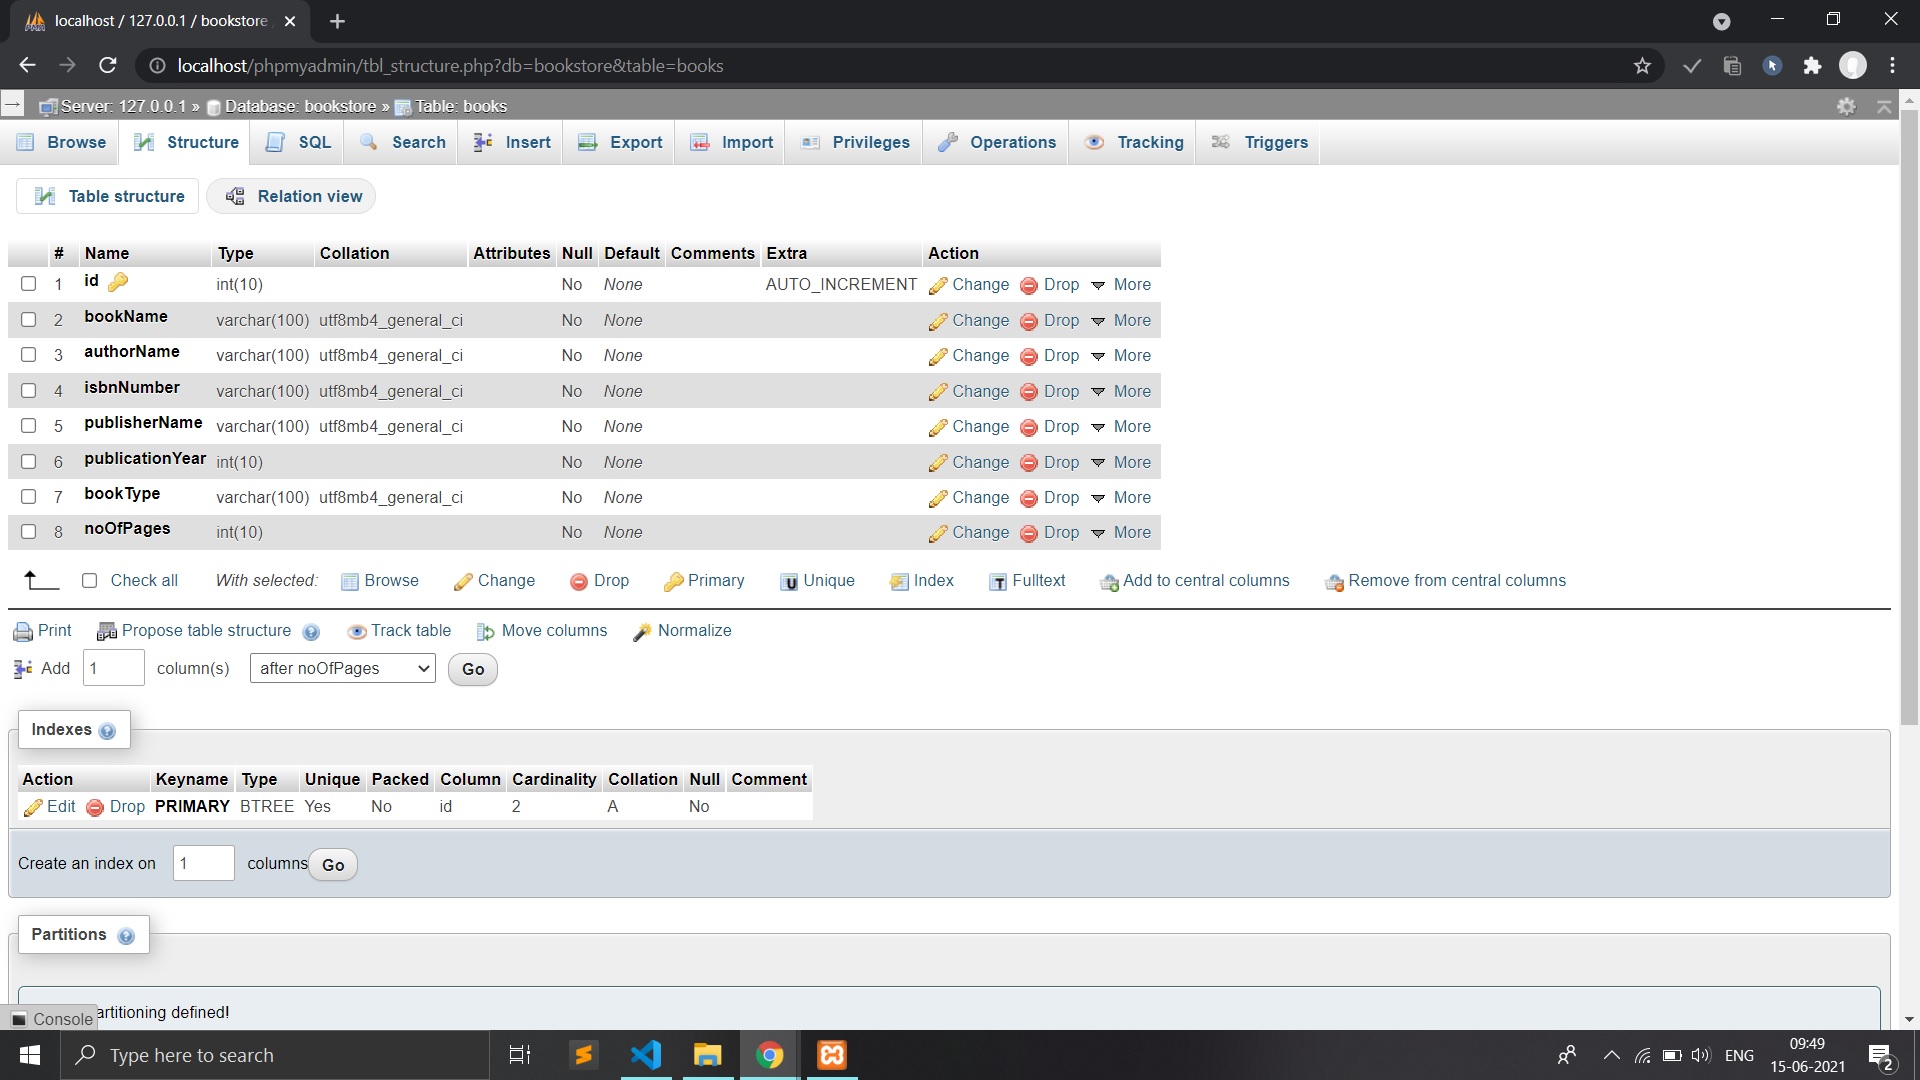 localhost / 127.0.0.1 / bookstore
localhost/phpmyadmin/tbl_structure.php?db=bookstore&table=books
Server: 127.0.0.1 » Database: bookstore » Table: books
Browse Structure SQL Search Insert Export Import Privileges Operations Tracking Triggers
Table structure Relation view
# Name Type Collation Attributes Null Default Comments Extra Action
1 id int(10) No None AUTO_INCREMENT Change Drop More
2 bookName varchar(100) utf8mb4_general_ci No None Change Drop More
3 authorName varchar(100) utf8mb4_general_ci No None Change Drop More
4 isbnNumber varchar(100) utf8mb4_general_ci No None Change Drop More
5 publisherName varchar(100) utf8mb4_general_ci No None Change Drop More
6 publicationYear int(10) No None Change Drop More
7 bookType varchar(100) utf8mb4_general_ci No None Change Drop More
8 noOfPages int(10) No None Change Drop More
Check all With selected: Browse Change Drop Primary Unique Index Fulltext Add to central columns Remove from central columns
Print Propose table structure Track table Move columns Normalize
Add 1 column(s) after noOfPages Go
Indexes
Action Keyname Type Unique Packed Column Cardinality Collation Null Comment
Edit Drop PRIMARY BTREE Yes No id 2 A No
Create an index on 1 columns Go
Partitions
artitioning defined!
Console
Type here to search
ENG
09:49
15-06-2021
2